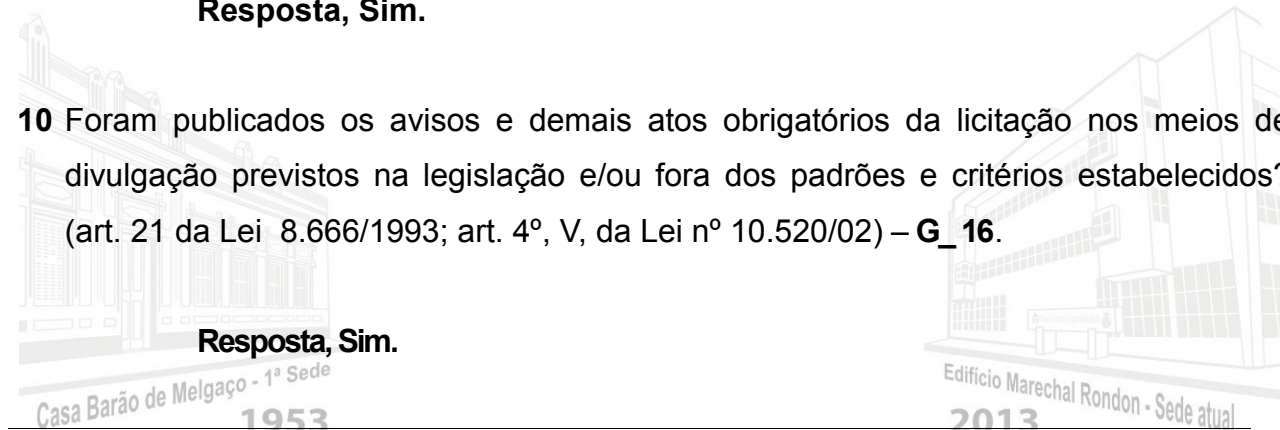 Resposta, Sim.
10 Foram publicados os avisos e demais atos obrigatórios da licitação nos meios de
divulgação previstos na legislação e/ou fora dos padrões e critérios estabelecidos?
(art. 21 da Lei 8.666/1993; art. 4º, V, da Lei nº 10.520/02) – G_16.
Resposta, Sim.
Casa Barão de Melgaço - 1ª Sede
1953
Edifício Marechal Rondon - Sede atual
2013